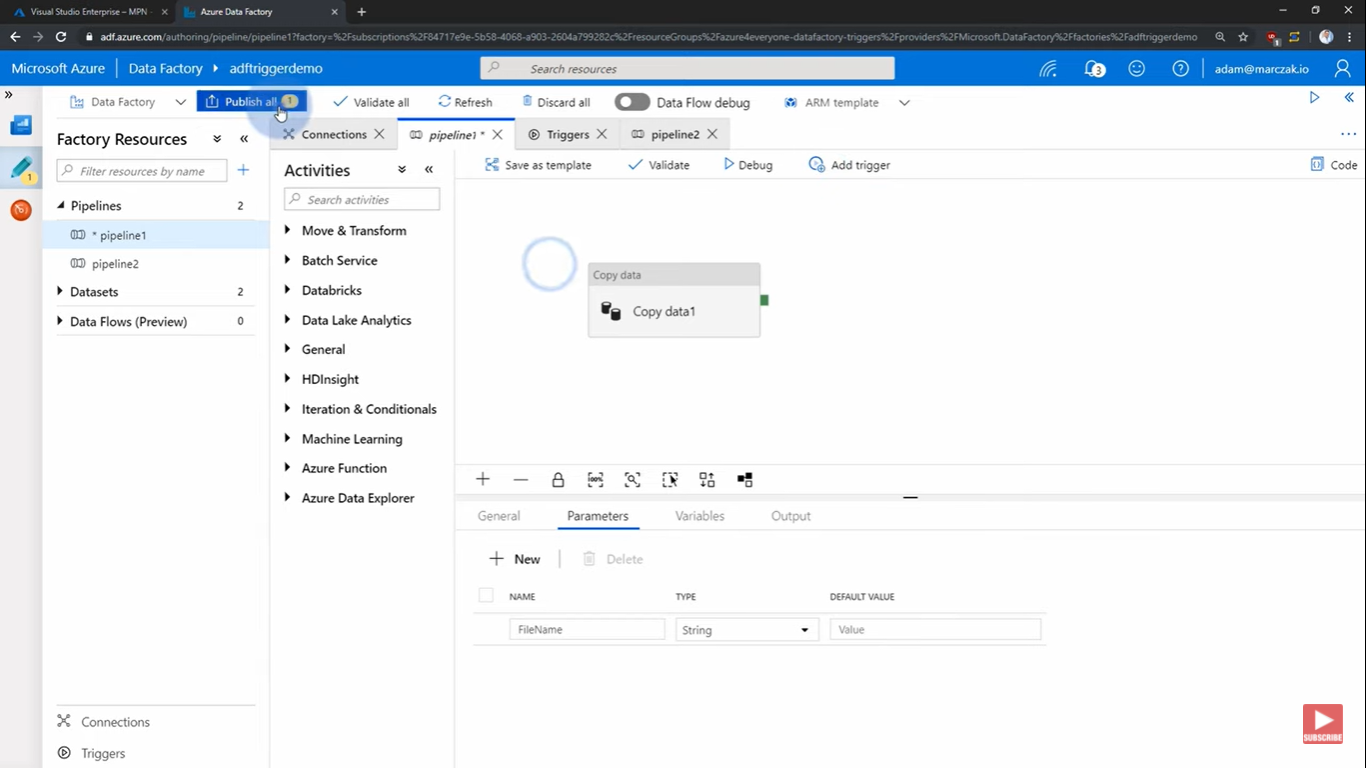 Visual Studio Enterprise – MPN
Azure Data Factory
adf.azure.com/authoring/pipeline/pipeline1?factory=%2Fsubscriptions%2F84717e9e-5b58-4068-a903-2604a799282c%2FresourceGroups%2Fazure4everyone-datafactory-triggers%2Fproviders%2FMicrosoft.DataFactory%2Ffactories%2Fadftriggerdemo
1
Microsoft Azure
Data Factory
adftriggerdemo
Search resources
3
adam@marczak.io
Data Factory
Publish all 1
Validate all
Refresh
Discard all
Data Flow debug
ARM template
Factory Resources
Connections
pipeline1 *
Triggers
pipeline2
Filter resources by name
1
Activities
Save as template
Validate
Debug
Add trigger
Code
Search activities
Pipelines 2
* pipeline1
pipeline2
Datasets 2
Data Flows (Preview) 0
Move & Transform
Batch Service
Databricks
Data Lake Analytics
General
HDInsight
Iteration & Conditionals
Machine Learning
Azure Function
Azure Data Explorer
Copy data
Copy data1
100%
General
Parameters
Variables
Output
New
Delete
NAME TYPE DEFAULT VALUE
FileName String Value
Connections
Triggers
SUBSCRIBE